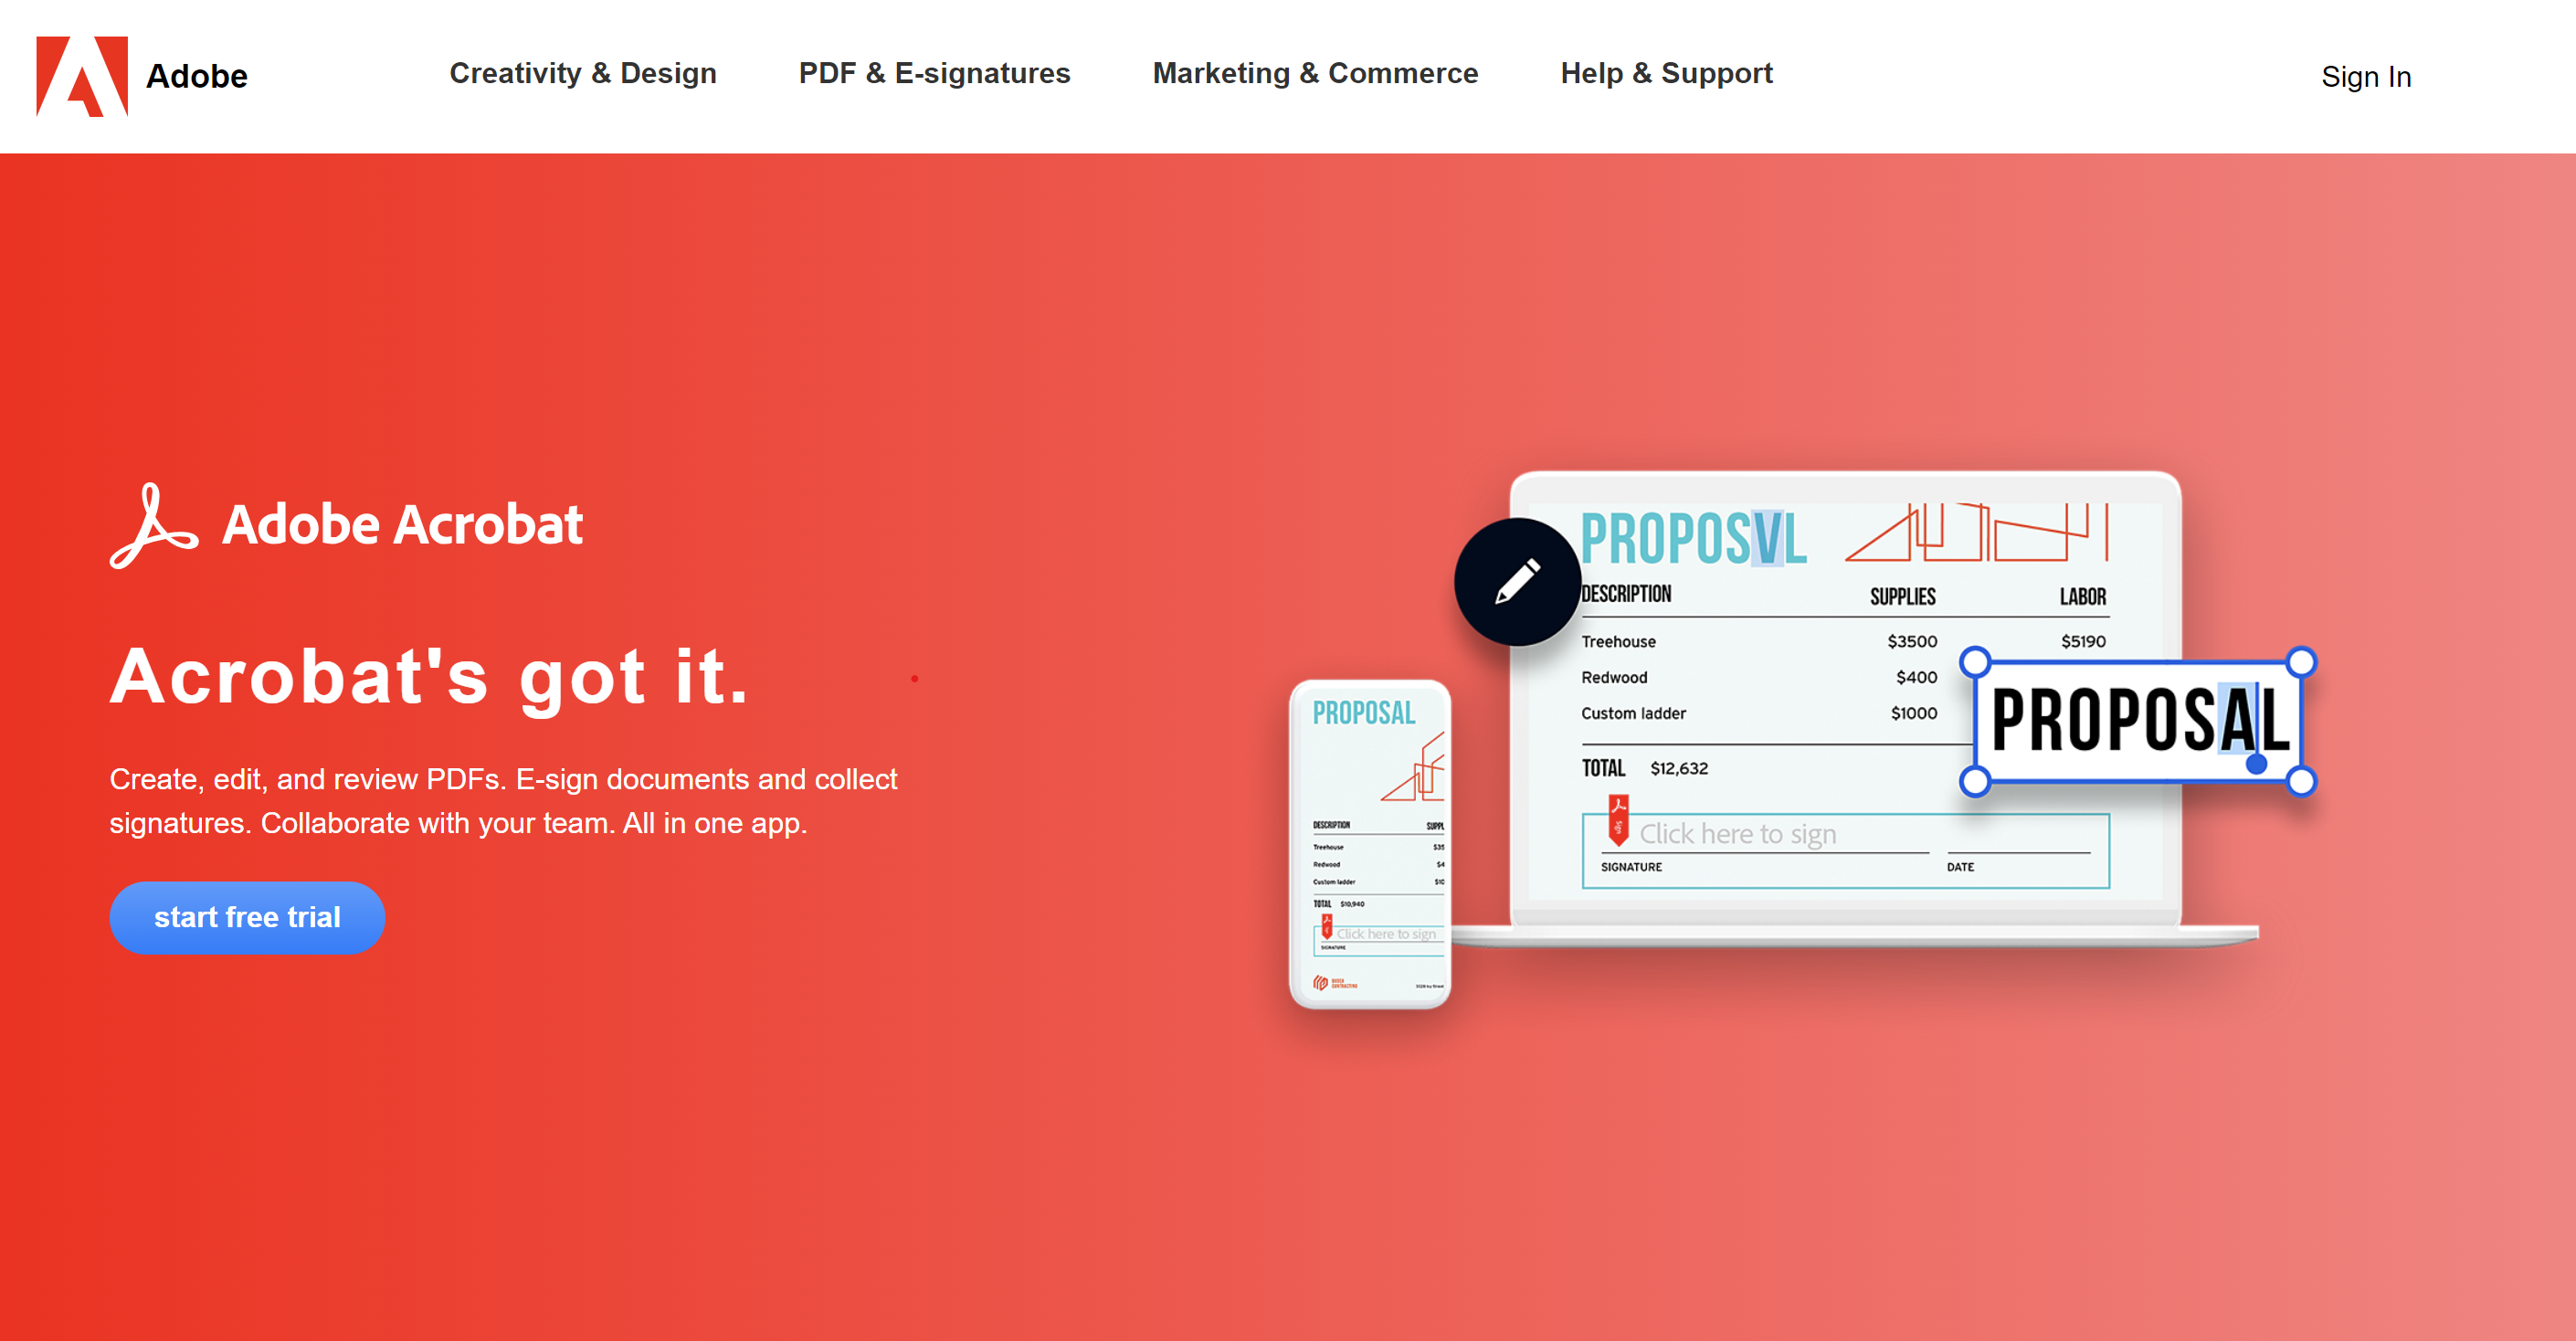 Adobe
Creativity & Design
PDF & E-signatures
Marketing & Commerce
Help & Support
Sign In
Adobe Acrobat
Acrobat's got it.
Create, edit, and review PDFs. E-sign documents and collect
signatures. Collaborate with your team. All in one app.
start free trial
PROPOSAL
DESCRIPTION SUPPL
Treehouse $35
Redwood $4
Custom ladder $10
TOTAL $10,940
Click here to sign
SIGNATURE
PROPOSVL
DESCRIPTION SUPPLIES LABOR
Treehouse $3500 $5190
Redwood $400
Custom ladder $1000
TOTAL $12,632
Sign
Click here to sign
SIGNATURE DATE
PROPOSAL